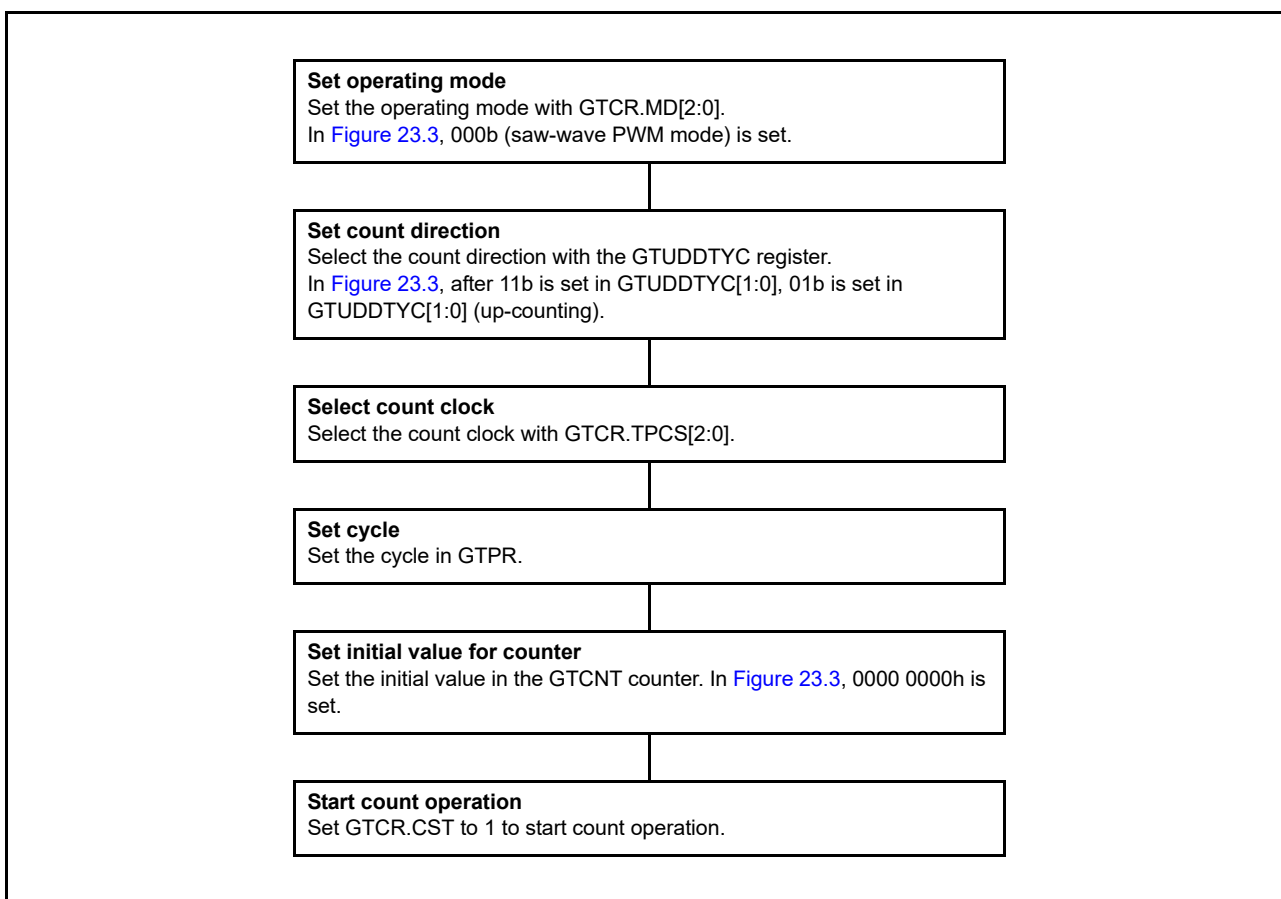 Set operating mode
Set the operating mode with GTCR.MD[2:0].
In Figure 23.3, 000b (saw-wave PWM mode) is set.
Set count direction
Select the count direction with the GTUDDTYC register.
In Figure 23.3, after 11b is set in GTUDDTYC[1:0], 01b is set in
GTUDDTYC[1:0] (up-counting).
Select count clock
Select the count clock with GTCR.TPCS[2:0].
Set cycle
Set the cycle in GTPR.
Set initial value for counter
Set the initial value in the GTCNT counter. In Figure 23.3, 0000 0000h is
set.
Start count operation
Set GTCR.CST to 1 to start count operation.